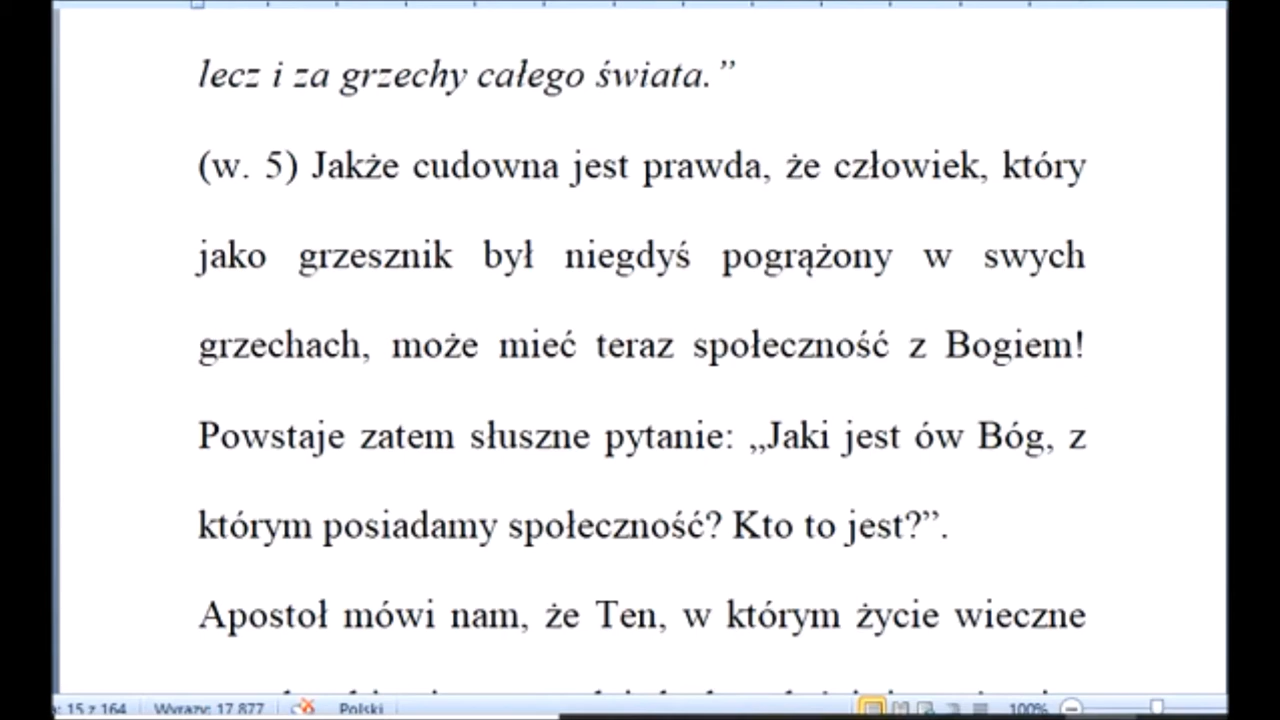 lecz i za grzechy całego świata.”
(w. 5) Jakże cudowna jest prawda, że człowiek, który
jako grzesznik był niegdyś pogrążony w swych
grzechach, może mieć teraz społeczność z Bogiem!
Powstaje zatem słuszne pytanie: „Jaki jest ów Bóg, z
którym posiadamy społeczność? Kto to jest?”.
Apostoł mówi nam, że Ten, w którym życie wieczne
15 z 164 Wyrazy: 17 877 Polski 100%